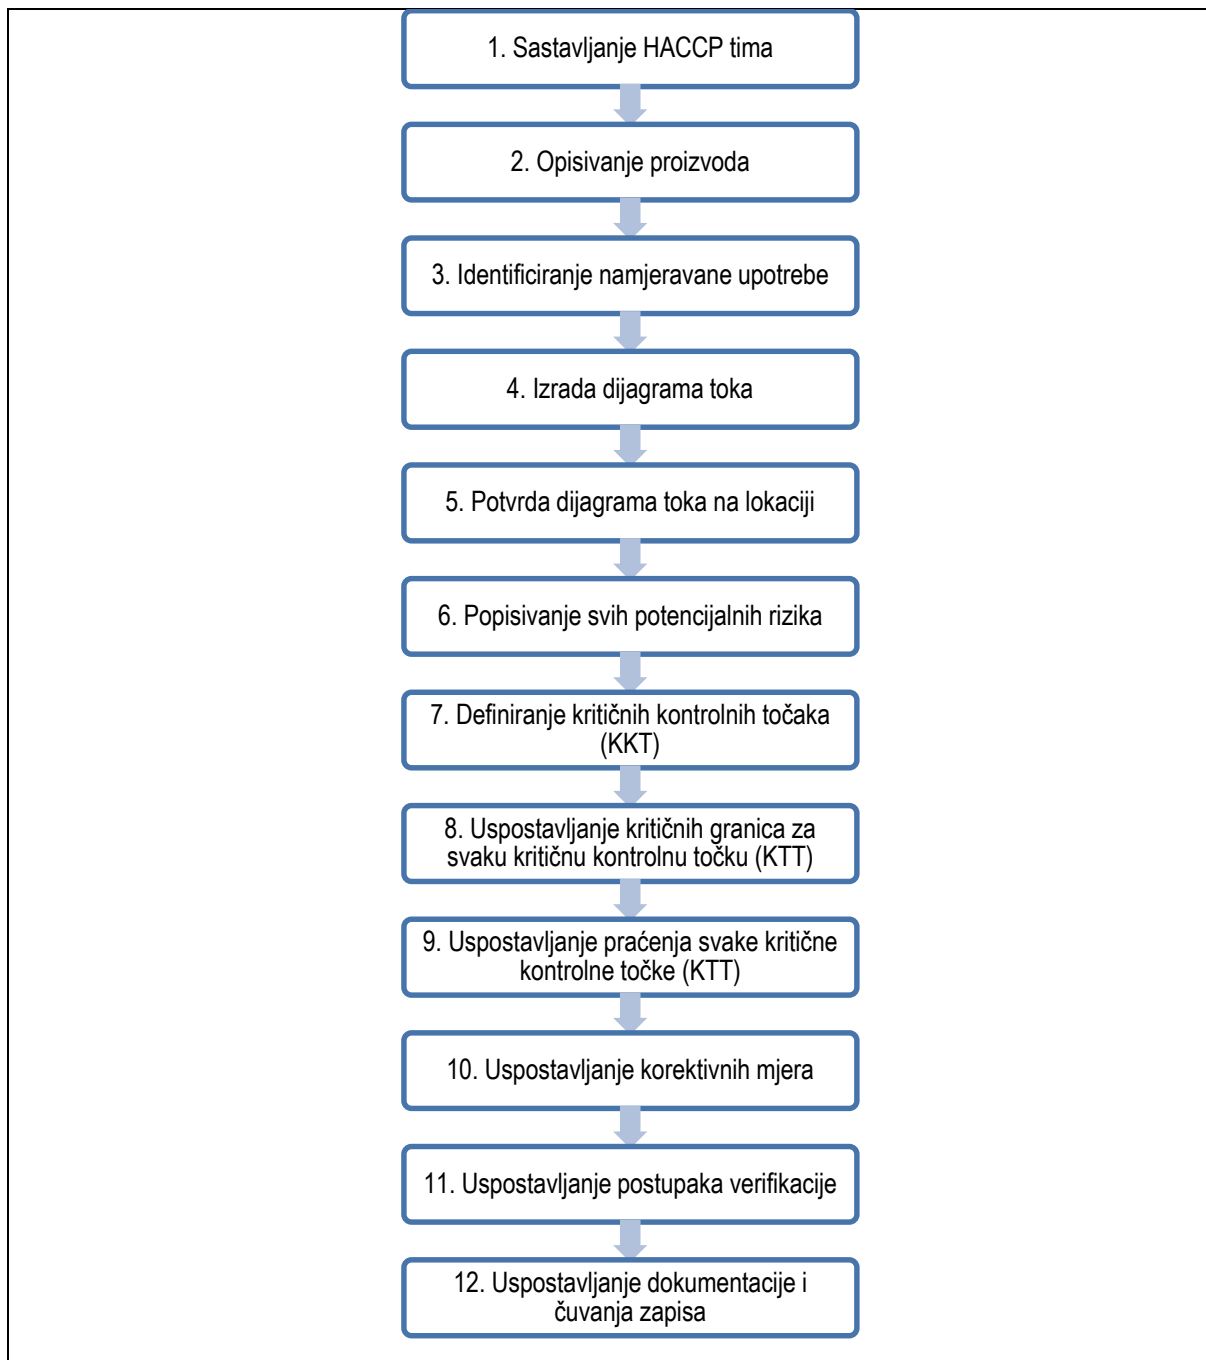 1. Sastavljanje HACCP tima
2. Opisivanje proizvoda
3. Identificiranje namjeravane upotrebe
4. Izrada dijagrama toka
5. Potvrda dijagrama toka na lokaciji
6. Popisivanje svih potencijalnih rizika
7. Definiranje kritičnih kontrolnih točaka
(KKT)
8. Uspostavljanje kritičnih granica za
svaku kritičnu kontrolnu točku (KTT)
9. Uspostavljanje praćenja svake kritične
kontrolne točke (KTT)
10. Uspostavljanje korektivnih mjera
11. Uspostavljanje postupaka verifikacije
12. Uspostavljanje dokumentacije i
čuvanja zapisa